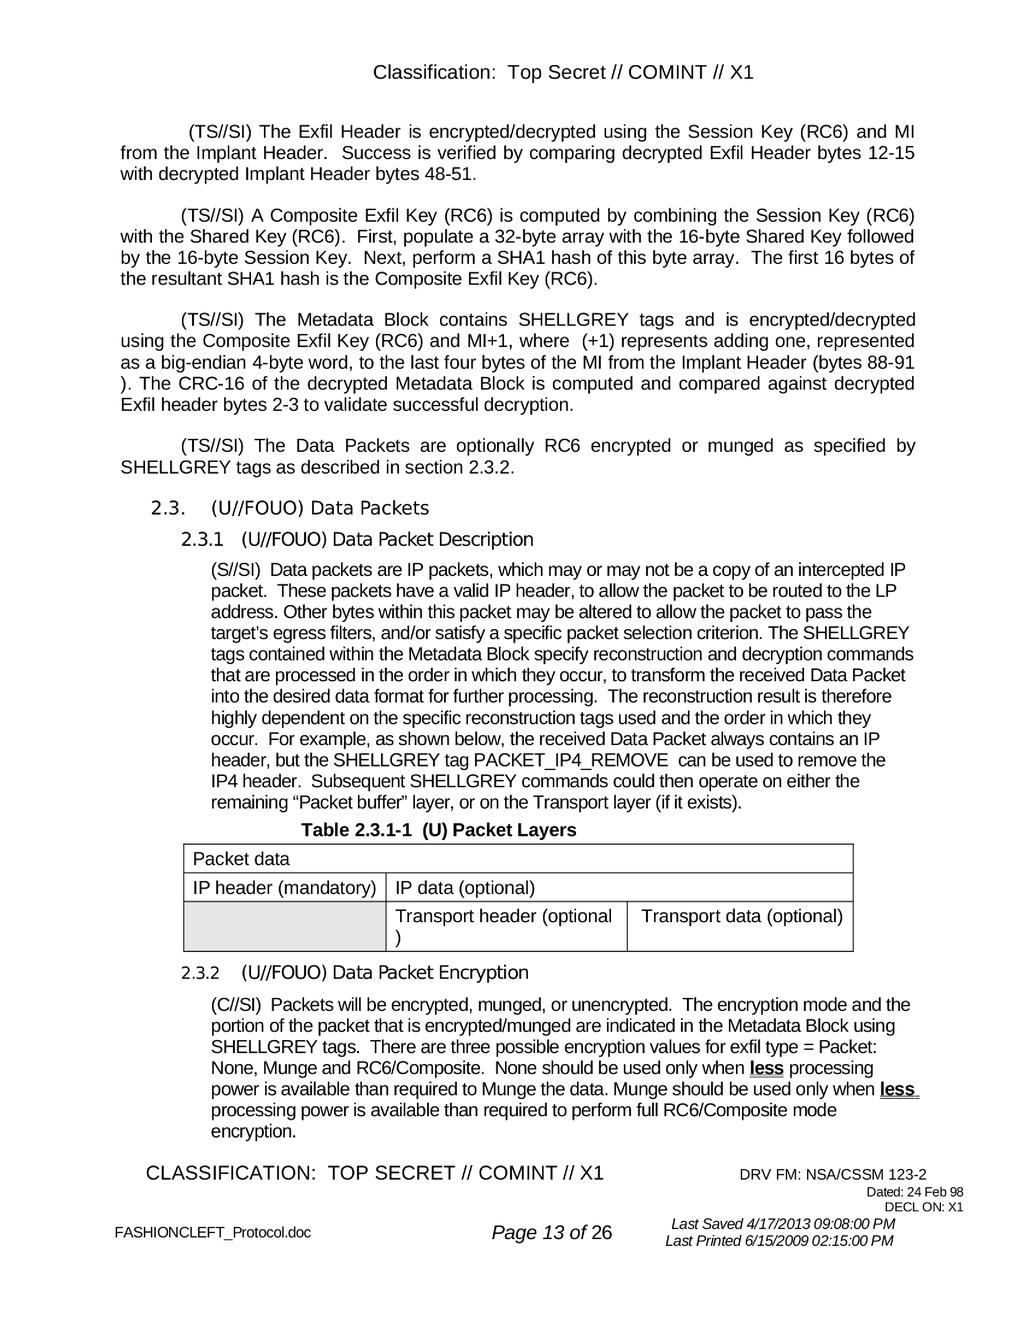 Classification:  Top Secret // COMINT // X1
(TS//SI) The Exfil Header is encrypted/decrypted using the Session Key (RC6) and MI
from the Implant Header.  Success is verified by comparing decrypted Exfil Header bytes 12-15
with decrypted Implant Header bytes 48-51.
(TS//SI) A Composite Exfil Key (RC6) is computed by combining the Session Key (RC6)
with the Shared Key (RC6).  First, populate a 32-byte array with the 16-byte Shared Key followed
by the 16-byte Session Key.  Next, perform a SHA1 hash of this byte array.  The first 16 bytes of
the resultant SHA1 hash is the Composite Exfil Key (RC6).
(TS//SI) The Metadata Block contains SHELLGREY tags and is encrypted/decrypted
using the Composite Exfil Key (RC6) and MI+1, where  (+1) represents adding one, represented
as a big-endian 4-byte word, to the last four bytes of the MI from the Implant Header (bytes 88-91
). The CRC-16 of the decrypted Metadata Block is computed and compared against decrypted
Exfil header bytes 2-3 to validate successful decryption.
(TS//SI) The Data Packets are optionally RC6 encrypted or munged as specified by
SHELLGREY tags as described in section 2.3.2.
2.3. (U//FOUO) Data Packets
2.3.1 (U//FOUO) Data Packet Description
(S//SI)  Data packets are IP packets, which may or may not be a copy of an intercepted IP
packet.  These packets have a valid IP header, to allow the packet to be routed to the LP
address. Other bytes within this packet may be altered to allow the packet to pass the
target's egress filters, and/or satisfy a specific packet selection criterion. The SHELLGREY
tags contained within the Metadata Block specify reconstruction and decryption commands
that are processed in the order in which they occur, to transform the received Data Packet
into the desired data format for further processing.  The reconstruction result is therefore
highly dependent on the specific reconstruction tags used and the order in which they
occur.  For example, as shown below, the received Data Packet always contains an IP
header, but the SHELLGREY tag PACKET_IP4_REMOVE  can be used to remove the
IP4 header.  Subsequent SHELLGREY commands could then operate on either the
remaining “Packet buffer” layer, or on the Transport layer (if it exists).
Table 2.3.1-1  (U) Packet Layers
Packet data
IP header (mandatory) IP data (optional)
Transport header (optional Transport data (optional)
)
2.3.2 (U//FOUO) Data Packet Encryption
(C//SI)  Packets will be encrypted, munged, or unencrypted.  The encryption mode and the
portion of the packet that is encrypted/munged are indicated in the Metadata Block using
SHELLGREY tags.  There are three possible encryption values for exfil type = Packet:
None, Munge and RC6/Composite.  None should be used only when less processing
power is available than required to Munge the data. Munge should be used only when less
processing power is available than required to perform full RC6/Composite mode
encryption.
CLASSIFICATION:  TOP SECRET // COMINT // X1 DRV FM: NSA/CSSM 123-2
Dated: 24 Feb 98
DECL ON: X1
FASHIONCLEFT_Protocol.doc Page 13 of 26 Last Saved 4/17/2013 09:08:00 PM
Last Printed 6/15/2009 02:15:00 PM